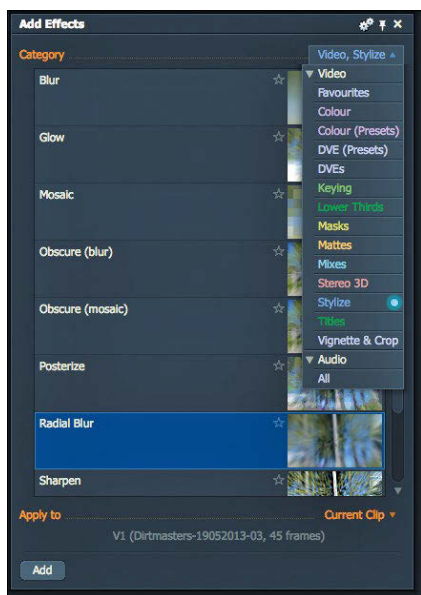 Add Effects
Category
Video, Stylize
Blur
Glow
Mosaic
Obscure (blur)
Obscure (mosaic)
Posterize
Radial Blur
Sharpen
Video
Favourites
Colour
Colour (Presets)
DVE (Presets)
DVEs
Keying
Lower Thirds
Masks
Mattes
Mixes
Stereo 3D
Stylize
Titles
Vignette & Crop
Audio
All
Apply to
Current Clip
V1 (Dirtmasters-19052013-03, 45 frames)
Add